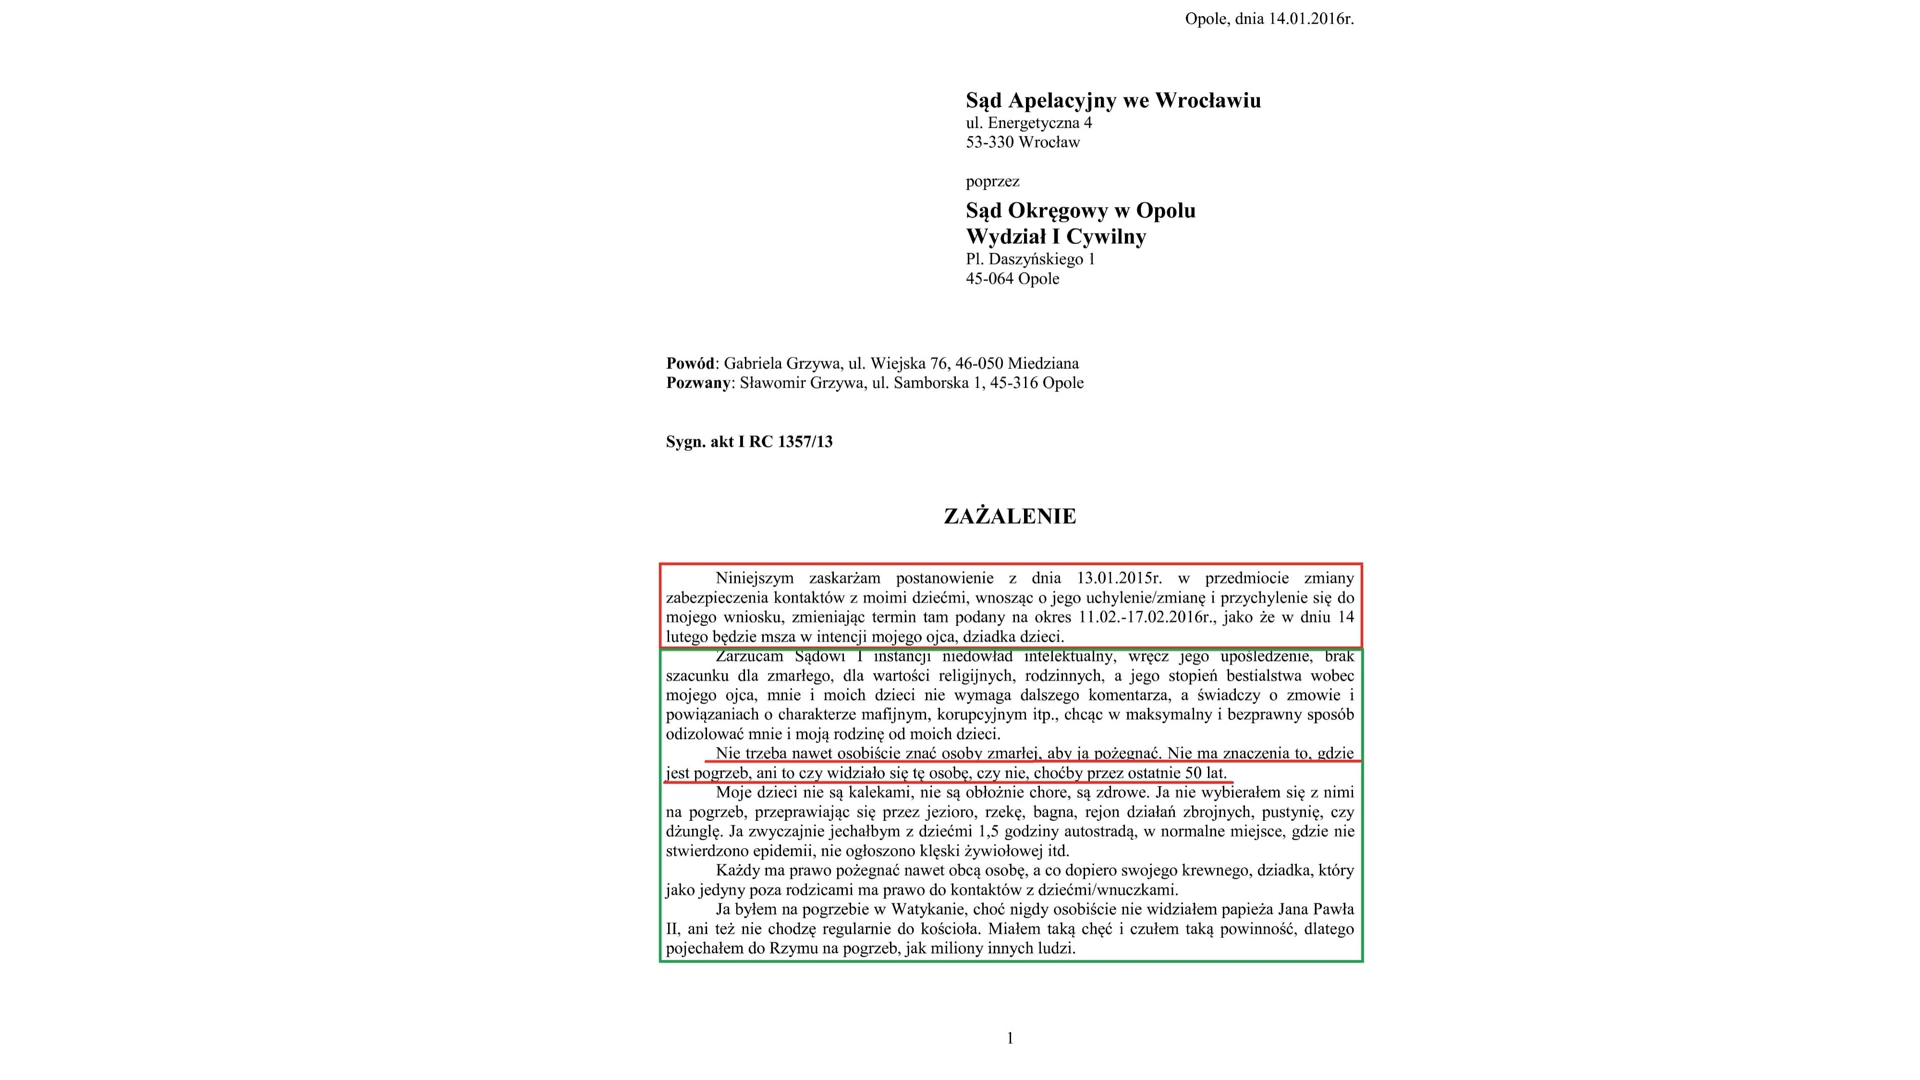 Opole, dnia 14.01.2016r.
Sąd Apelacyjny we Wrocławiu
ul. Energetyczna 4
53-330 Wrocław
poprzez
Sąd Okręgowy w Opolu
Wydział I Cywilny
Pl. Daszyńskiego 1
45-064 Opole
Powód: Gabriela Grzywa, ul. Wiejska 76, 46-050 Miedziana
Pozwany: Sławomir Grzywa, ul. Samborska 1, 45-316 Opole
Sygn. akt I RC 1357/13
ZAŻALENIE
Niniejszym zaskarżam postanowienie z dnia 13.01.2015r. w przedmiocie zmiany
zabezpieczenia kontaktów z moimi dziećmi, wnosząc o jego uchylenie/zmianę i przychylenie się do
mojego wniosku, zmieniając termin tam podany na okres 11.02.-17.02.2016r., jako że w dniu 14
lutego będzie msza w intencji mojego ojca, dziadka dzieci.
Zarzucam Sądowi I instancji niedowład intelektualny, wręcz jego upośledzenie, brak
szacunku dla zmarłego, dla wartości religijnych, rodzinnych, a jego stopień bestialstwa wobec
mojego ojca, mnie i moich dzieci nie wymaga dalszego komentarza, a świadczy o zmowie i
powiązaniach o charakterze mafijnym, korupcyjnym itp., chcąc w maksymalny i bezprawny sposób
odizolować mnie i moją rodzinę od moich dzieci.
Nie trzeba nawet osobiście znać osoby zmarłej, aby ją pożegnać. Nie ma znaczenia to, gdzie
jest pogrzeb, ani to czy widziało się tę osobę, czy nie, choćby przez ostatnie 50 lat.
Moje dzieci nie są kalekami, nie są obłożnie chore, są zdrowe. Ja nie wybierałem się z nimi
na pogrzeb, przeprawiając się przez jezioro, rzekę, bagna, rejon działań zbrojnych, pustynię, czy
dżunglę. Ja zwyczajnie jechałbym z dziećmi 1,5 godziny autostradą, w normalne miejsce, gdzie nie
stwierdzono epidemii, nie ogłoszono klęski żywiołowej itd.
Każdy ma prawo pożegnać nawet obcą osobę, a co dopiero swojego krewnego, dziadka, który
jako jedyny poza rodzicami ma prawo do kontaktów z dziećmi/wnuczkami.
Ja byłem na pogrzebie w Watykanie, choć nigdy osobiście nie widziałem papieża Jana Pawła
II, ani też nie chodzę regularnie do kościoła. Miałem taką chęć i czułem taką powinność, dlatego
pojechałem do Rzymu na pogrzeb, jak miliony innych ludzi.
1